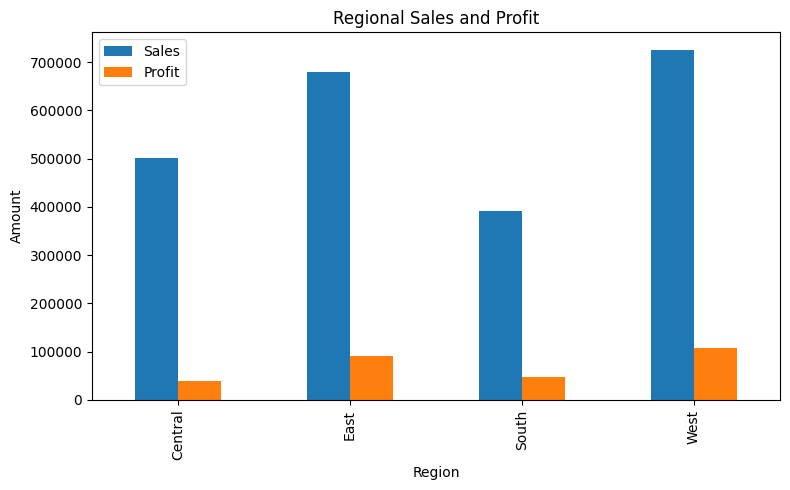 Regional Sales and Profit
Sales
Profit
700000
600000
500000
400000
300000
200000
100000
0
Amount
Central
East
South
West
Region